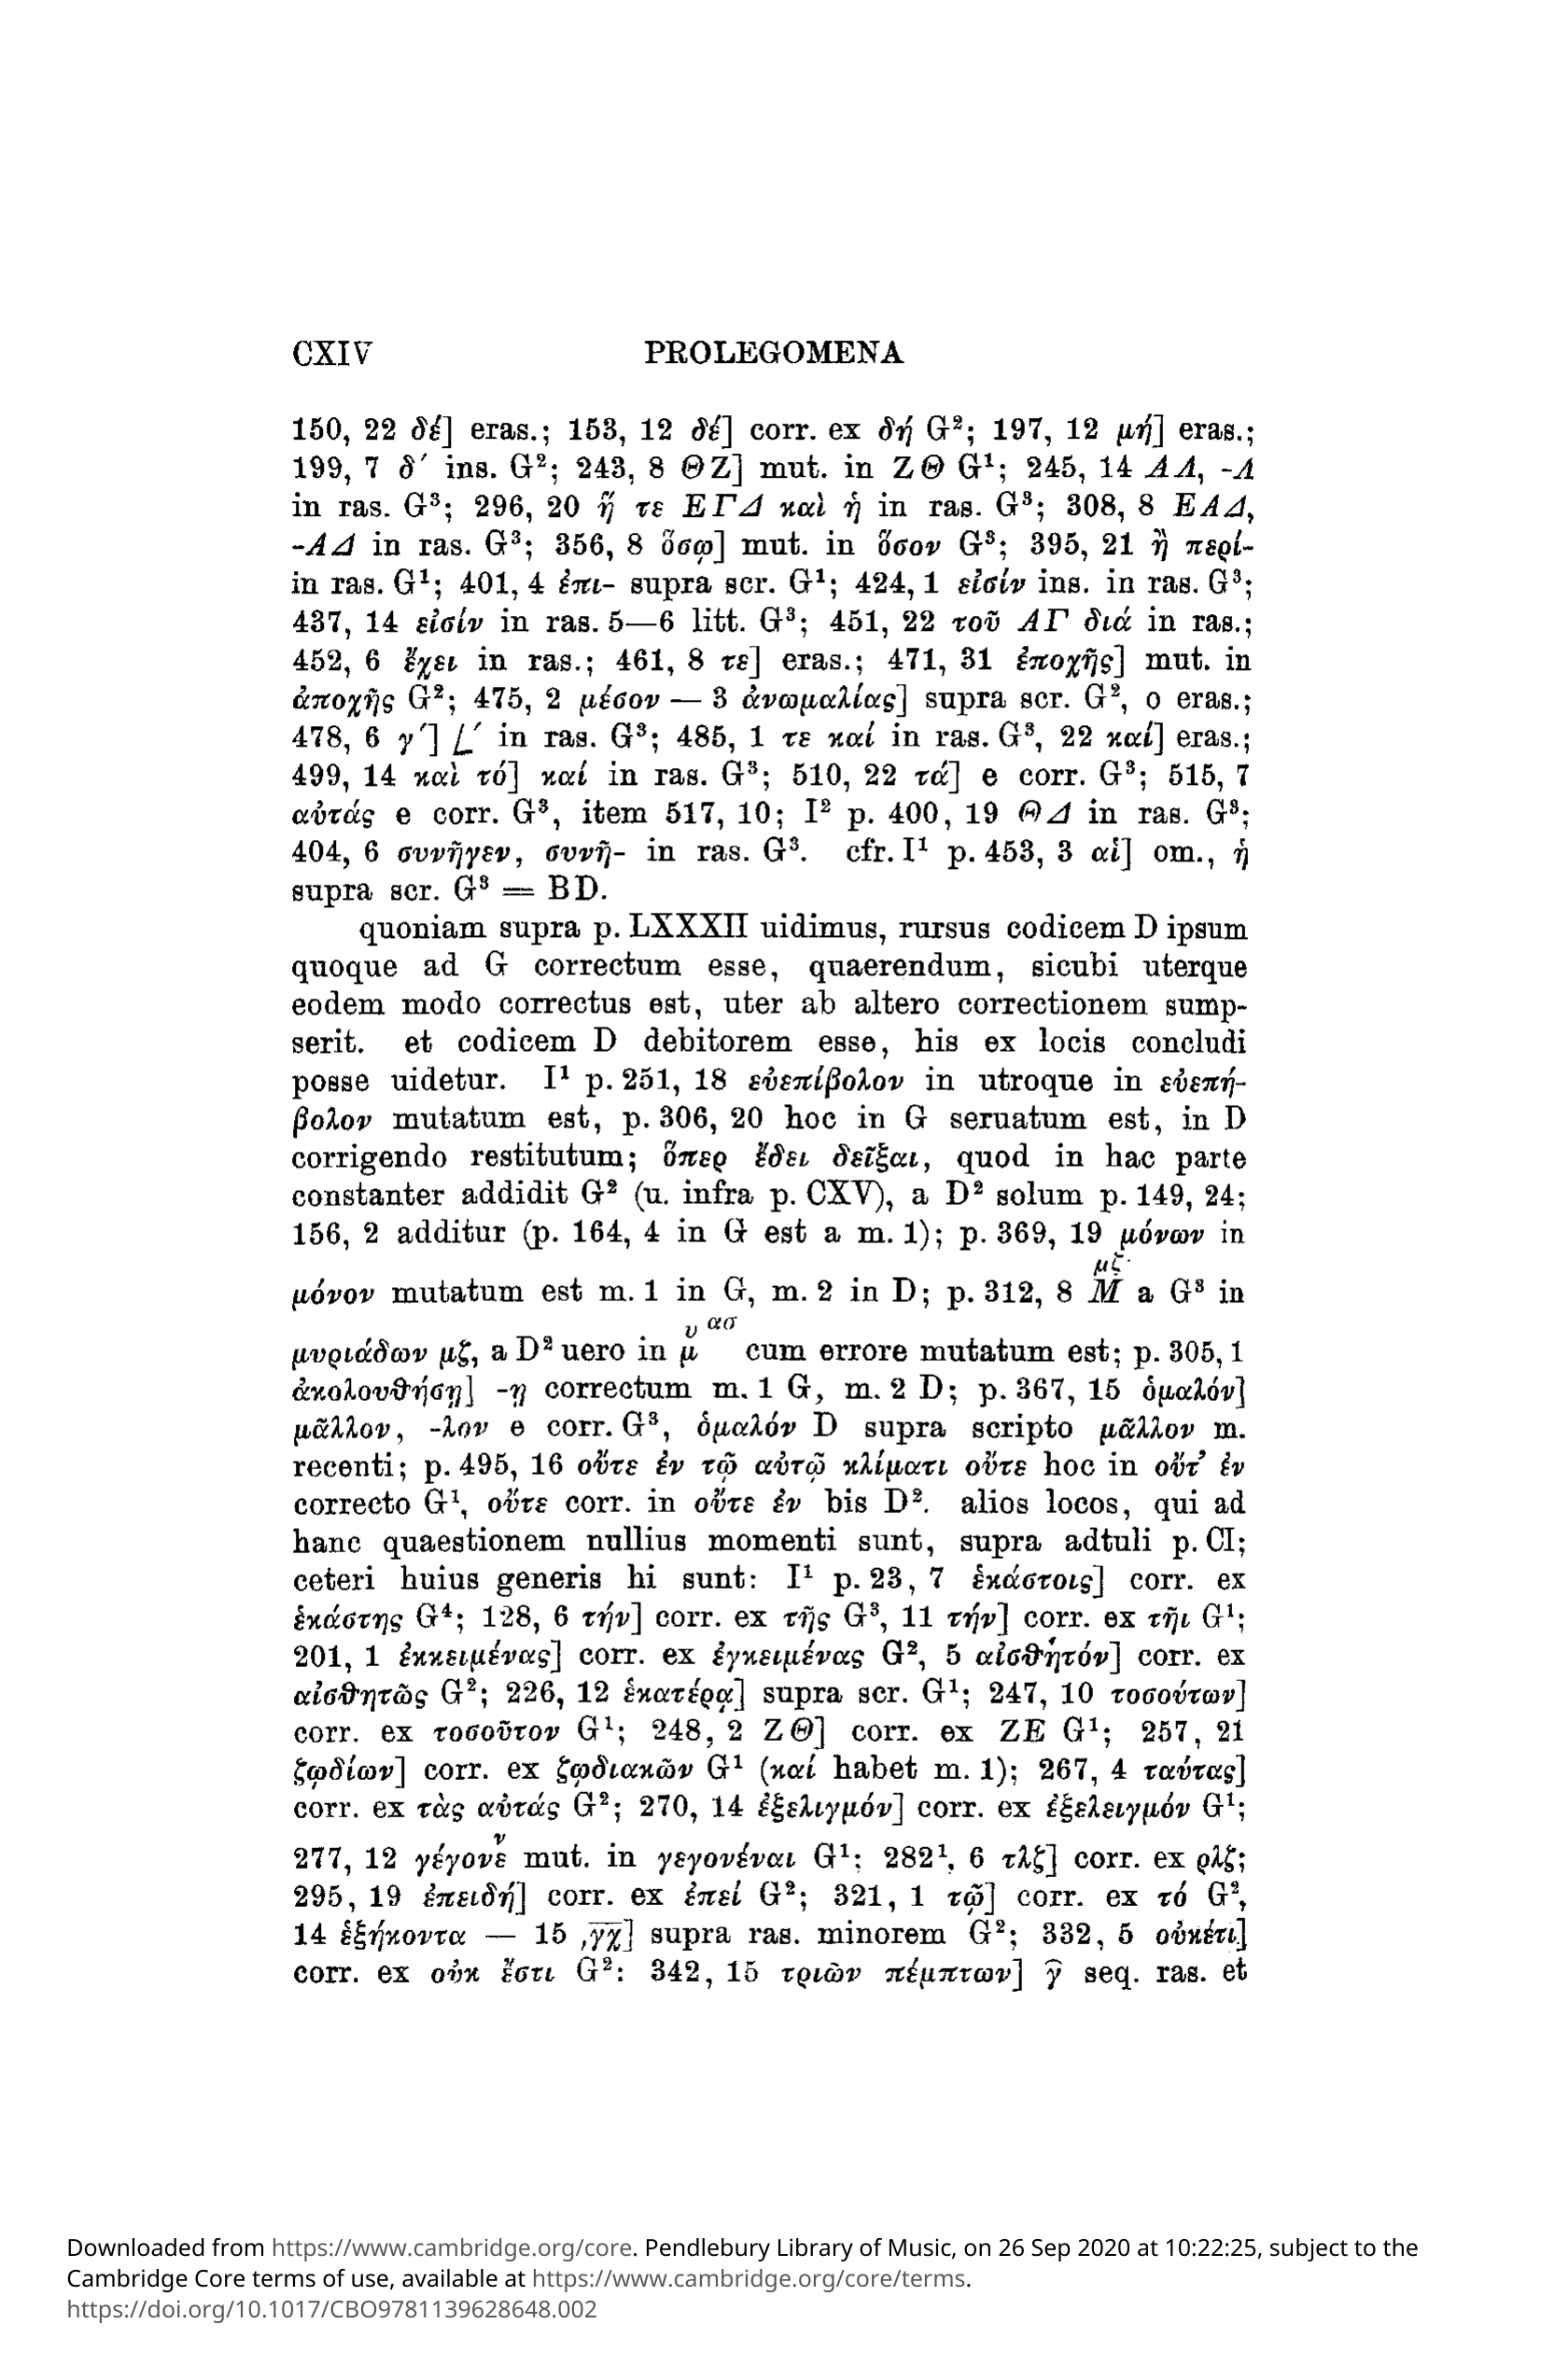 CXIV PROLEGOMENA
150, 22 δέ] eras.; 153, 12 δέ] corr. ex δή G²; 197, 12 μή] eras.;
199, 7 δ´ ins. G²; 243, 8 ΘΖ] mut. in ΖΘ G¹; 245, 14 ΑΛ, -Λ
in ras. G³; 296, 20 ἥ τε ΕΓΔ καὶ ἡ in ras. G³; 308, 8 ΕΑΔ,
-ΑΔ in ras. G³; 356, 8 ὅσῳ] mut. in ὅσον G³; 395, 21 ἢ περί-
in ras. G¹; 401, 4 ἐπι- supra scr. G¹; 424, 1 εἰσίν ins. in ras. G³;
437, 14 εἰσίν in ras. 5—6 litt. G³; 451, 22 τοῦ ΑΓ διά in ras.;
452, 6 ἔχει in ras.; 461, 8 τε] eras.; 471, 31 ἐποχῆς] mut. in
ἀποχῆς G²; 475, 2 μέσον — 3 ἀνωμαλίας] supra scr. G², ο eras.;
478, 6 γ´] ∠´ in ras. G³; 485, 1 τε καί in ras. G³, 22 καί] eras.;
499, 14 καὶ τό] καί in ras. G³; 510, 22 τά] e corr. G³; 515, 7
αὐτάς e corr. G³, item 517, 10; I² p. 400, 19 ΘΔ in ras. G³;
404, 6 συνῆγεν, συνῆ- in ras. G³. cfr. I¹ p. 453, 3 αἱ] om., ἡ
supra scr. G³ = BD.
quoniam supra p. LXXXII uidimus, rursus codicem D ipsum
quoque ad G correctum esse, quaerendum, sicubi uterque
eodem modo correctus est, uter ab altero correctionem sump-
serit. et codicem D debitorem esse, his ex locis concludi
posse uidetur. I¹ p. 251, 18 εὐεπίβολον in utroque in εὐεπή-
βολον mutatum est, p. 306, 20 hoc in G seruatum est, in D
corrigendo restitutum; ὅπερ ἔδει δεῖξαι, quod in hac parte
constanter addidit G² (u. infra p. CXV), a D² solum p. 149, 24;
156, 2 additur (p. 164, 4 in G est a m. 1); p. 369, 19 μόνων in
μζ
μόνον mutatum est m. 1 in G, m. 2 in D; p. 312, 8 Μ a G³ in
υ ασ
μυριάδων μζ, a D² uero in μ cum errore mutatum est; p. 305, 1
ἀκολουθήσῃ] -ῃ correctum m. 1 G, m. 2 D; p. 367, 15 ὁμαλόν]
μᾶλλον, -λον e corr. G³, ὁμαλόν D supra scripto μᾶλλον m.
recenti; p. 495, 16 οὔτε ἐν τῷ αὐτῷ κλίματι οὔτε hoc in οὔτ᾽ ἐν
correcto G¹, οὔτε corr. in οὔτε ἐν bis D². alios locos, qui ad
hanc quaestionem nullius momenti sunt, supra adtuli p. CI;
ceteri huius generis hi sunt: I¹ p. 23, 7 ἑκάστοις] corr. ex
ἑκάστης G⁴; 128, 6 τήν] corr. ex τῆς G³, 11 τήν] corr. ex τῆι G¹;
201, 1 ἐκκειμένας] corr. ex ἐγκειμένας G², 5 αἰσθητόν] corr. ex
αἰσθητῶς G²; 226, 12 ἑκατέρᾳ] supra scr. G¹; 247, 10 τοσούτων]
corr. ex τοσοῦτον G¹; 248, 2 ΖΘ] corr. ex ΖΕ G¹; 257, 21
ζῳδίων] corr. ex ζῳδιακῶν G¹ (καί habet m. 1); 267, 4 ταύτας]
corr. ex τὰς αὐτάς G²; 270, 14 ἐξελιγμόν] corr. ex ἐξελειγμόν G¹;
ν
277, 12 γέγονε mut. in γεγονέναι G¹; 282¹, 6 τλζ] corr. ex ρλζ;
295, 19 ἐπειδή] corr. ex ἐπεί G²; 321, 1 τῷ] corr. ex τό G²,
14 ἑξήκοντα — 15 ͵γχ] supra ras. minorem G²; 332, 5 οὐκέτι]
corr. ex οὐκ ἔστι G²: 342, 15 τριῶν πέμπτων] γ̑ seq. ras. et
Downloaded from https://www.cambridge.org/core. Pendlebury Library of Music, on 26 Sep 2020 at 10:22:25, subject to the
Cambridge Core terms of use, available at https://www.cambridge.org/core/terms.
https://doi.org/10.1017/CBO9781139628648.002